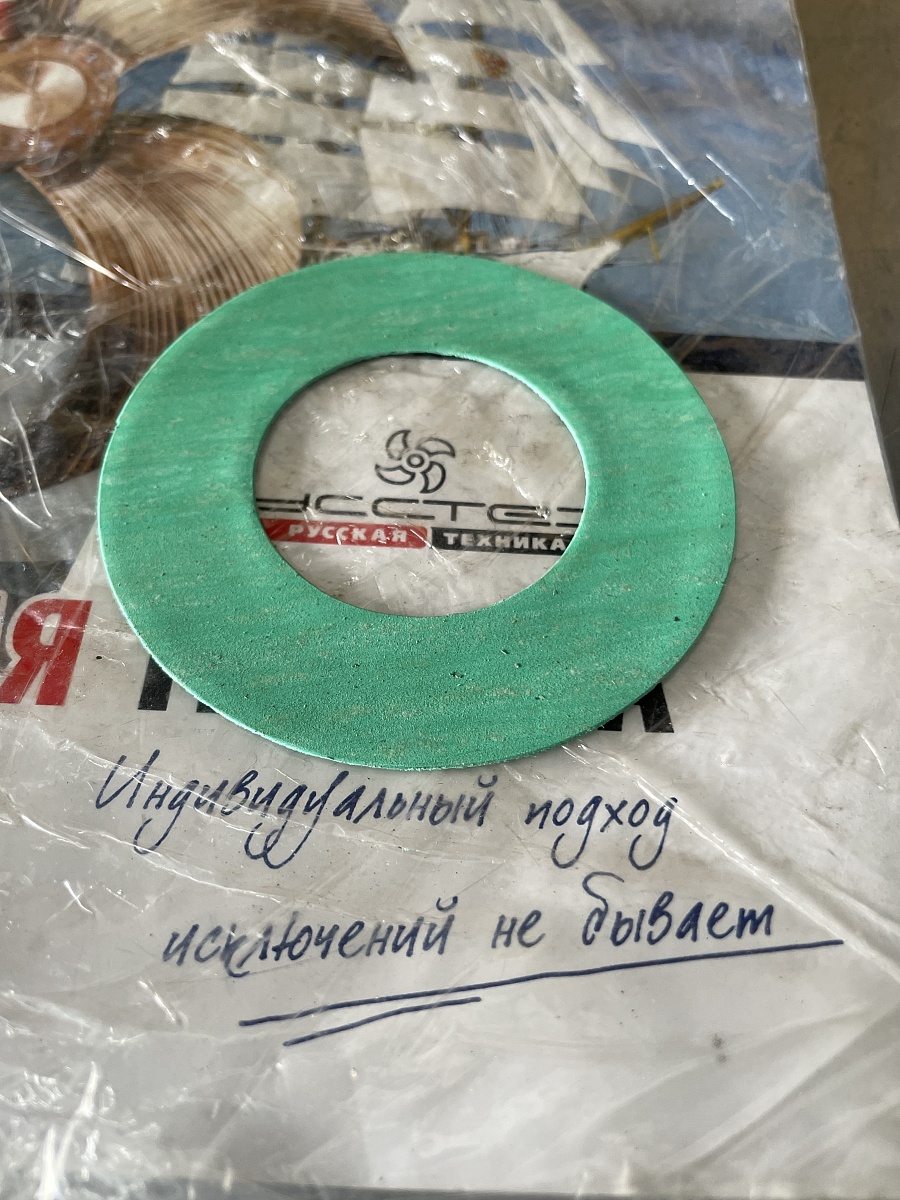 РУССКАЯ ТЕХНИКА
Индивидуальный подход
исключений не бывает